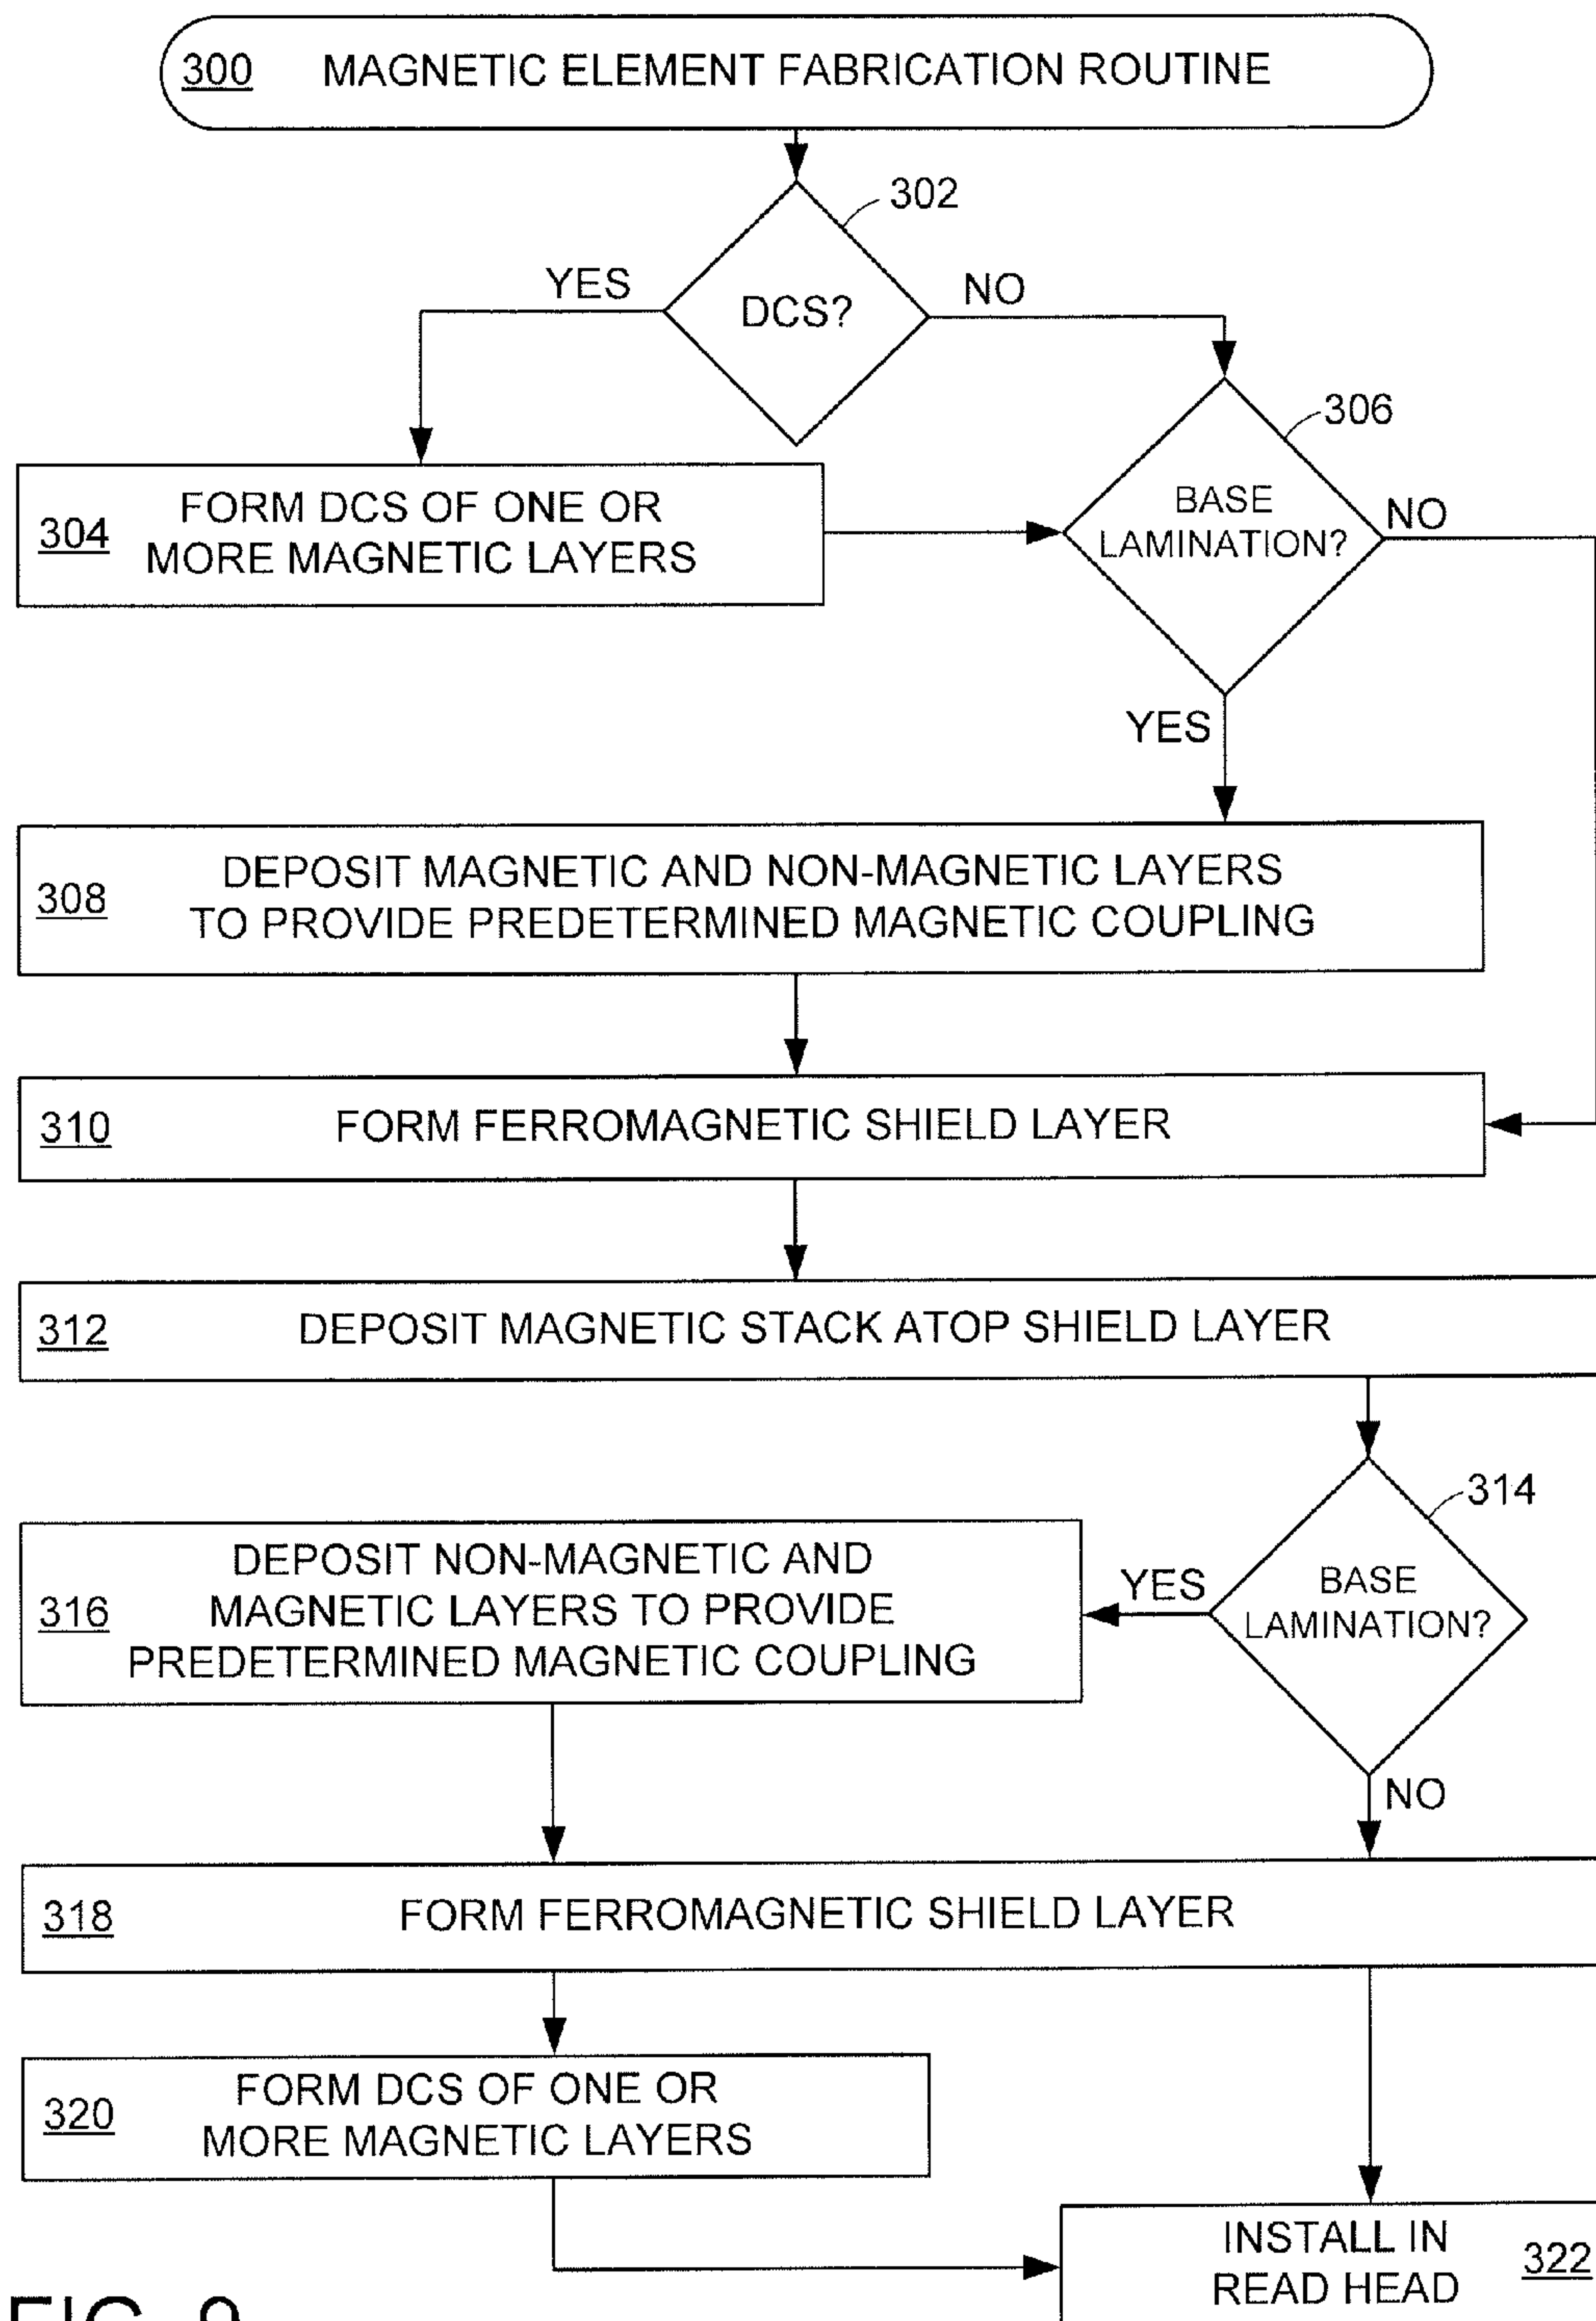 300 MAGNETIC ELEMENT FABRICATION ROUTINE
302
DCS?
YES
NO
306
BASE
LAMINATION?
NO
YES
304
FORM DCS OF ONE OR
MORE MAGNETIC LAYERS
308
DEPOSIT MAGNETIC AND NON-MAGNETIC LAYERS
TO PROVIDE PREDETERMINED MAGNETIC COUPLING
310 FORM FERROMAGNETIC SHIELD LAYER
312 DEPOSIT MAGNETIC STACK ATOP SHIELD LAYER
314
BASE
LAMINATION?
YES
NO
316
DEPOSIT NON-MAGNETIC AND
MAGNETIC LAYERS TO PROVIDE
PREDETERMINED MAGNETIC COUPLING
318 FORM FERROMAGNETIC SHIELD LAYER
320
FORM DCS OF ONE OR
MORE MAGNETIC LAYERS
INSTALL IN
READ HEAD
322